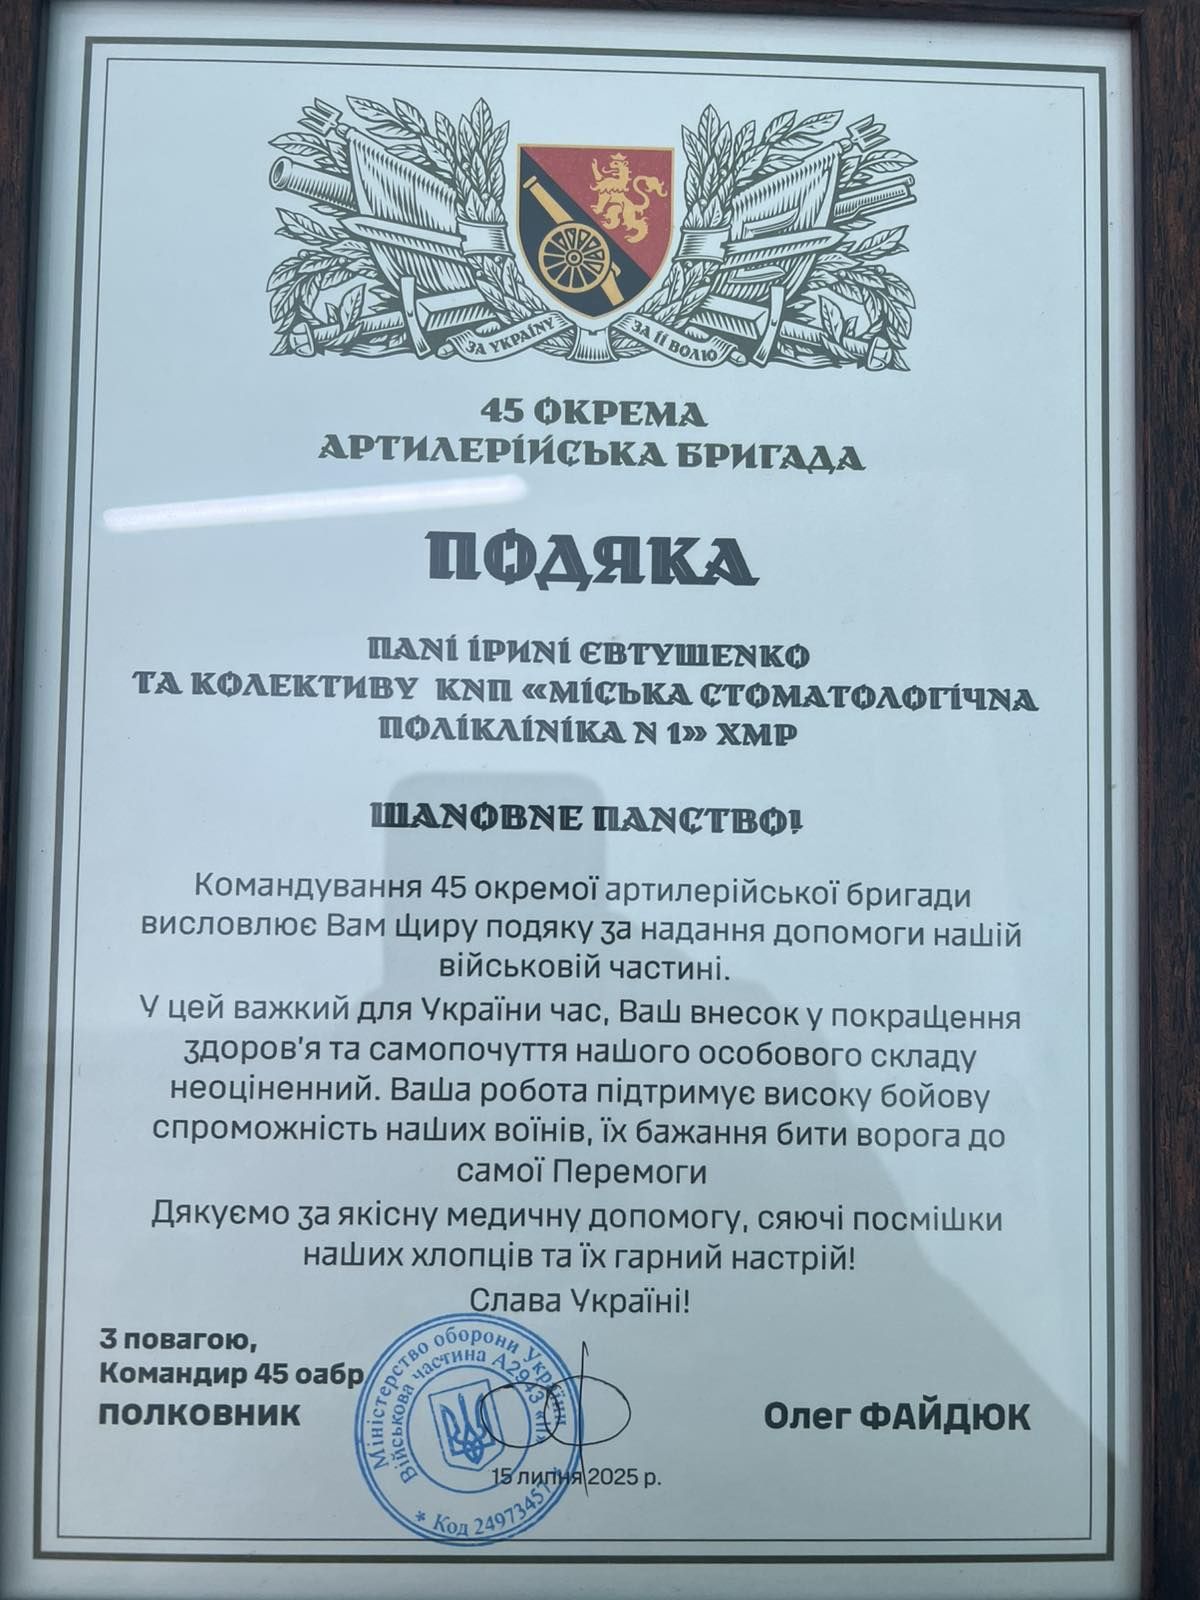 ЗА УКРАЇНУ
ЗА ЇЇ ВОЛЮ
45 ОКРЕМА
АРТИЛЕРІЙСЬКА БРИГАДА
ПОДЯКА
ПАНІ ІРИНІ ЄВТУШЕНКО
ТА КОЛЕКТИВУ КНП «МІСЬКА СТОМАТОЛОГІЧНА
ПОЛІКЛІНІКА N 1» ХМР
ШАНОВНЕ ПАНСТВО!
Командування 45 окремої артилерійської бригади
висловлює Вам щиру подяку за надання допомоги нашій
військовій частині.
У цей важкий для України час, Ваш внесок у покращення
здоров'я та самопочуття нашого особового складу
неоціненний. Ваша робота підтримує високу бойову
спроможність наших воїнів, їх бажання бити ворога до
самої Перемоги
Дякуємо за якісну медичну допомогу, сяючі посмішки
наших хлопців та їх гарний настрій!
Слава Україні!
З повагою,
Командир 45 оабр
полковник
Олег ФАЙДЮК
15 липня 2025 р.
Міністерство оборони України
Військова частина А2943 «ІІ»
* Код 24973457 *